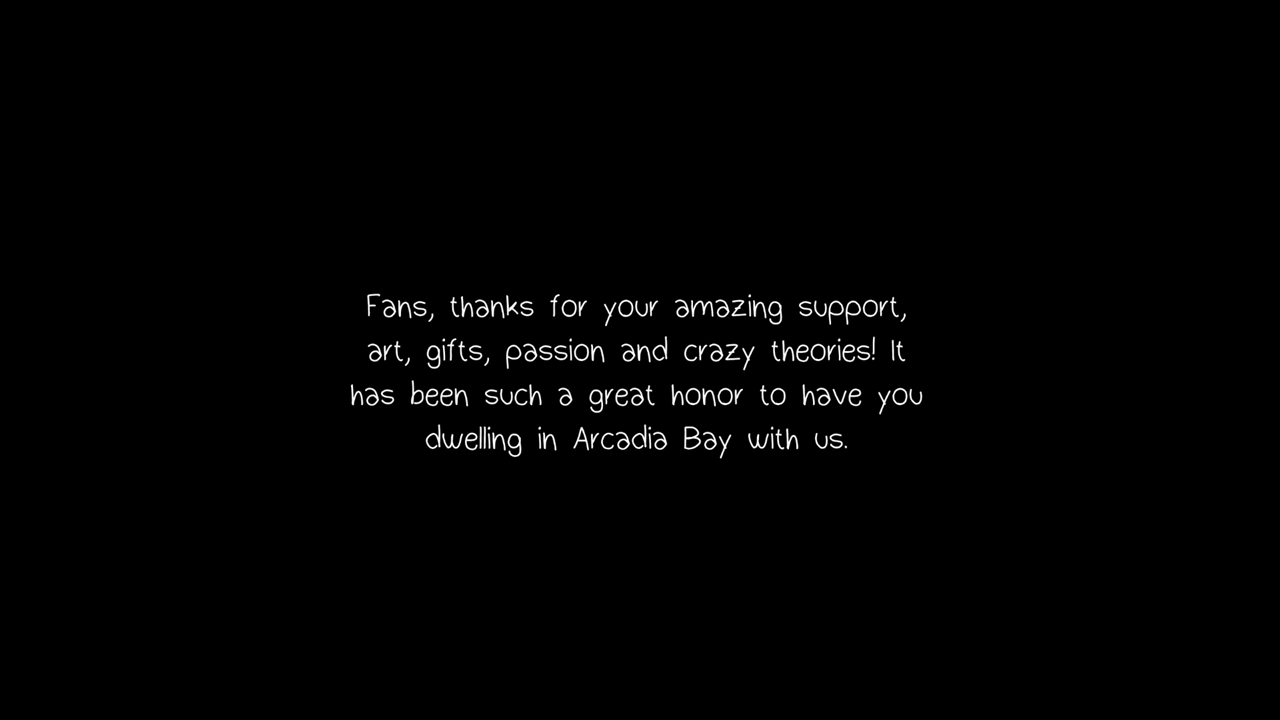 Fans, thanks for your amazing support,
art, gifts, passion and crazy theories! It
has been such a great honor to have you
dwelling in Arcadia Bay with us.